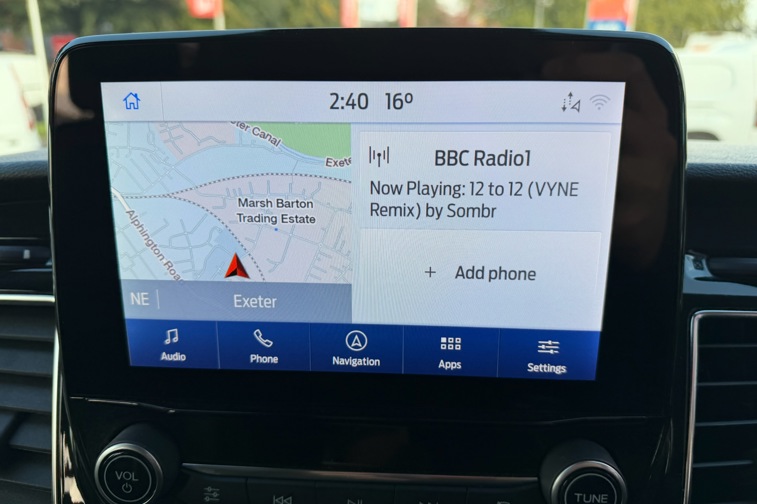 2:40 16º
ter Canal
Exete
Marsh Barton
Trading Estate
Alphington Road
NE
Exeter
BBC Radio1
Now Playing: 12 to 12 (VYNE
Remix) by Sombr
+ Add phone
Audio
Phone
Navigation
Apps
Settings
VOL
TUNE